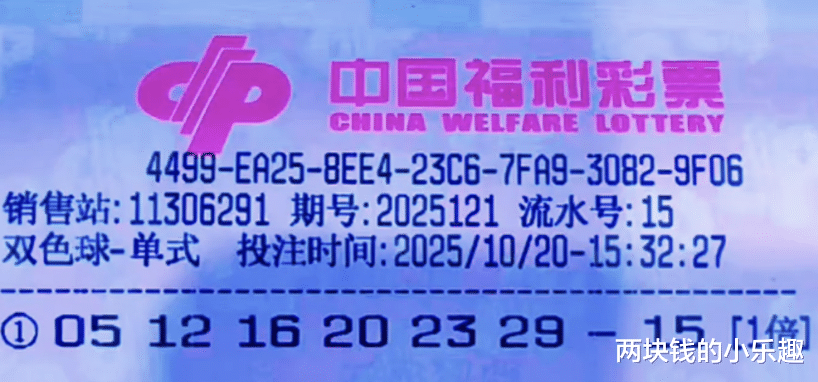 中国福利彩票
CHINA WELFARE LOTTERY
4499-EA25-8EE4-23C6-7FA9-3082-9F06
销售站:11306291 期号:2025121 流水号:15
双色球-单式 投注时间:2025/10/20-15:32:27
① 05 12 16 20 23 29 - 15 [1倍]
两块钱的小乐趣